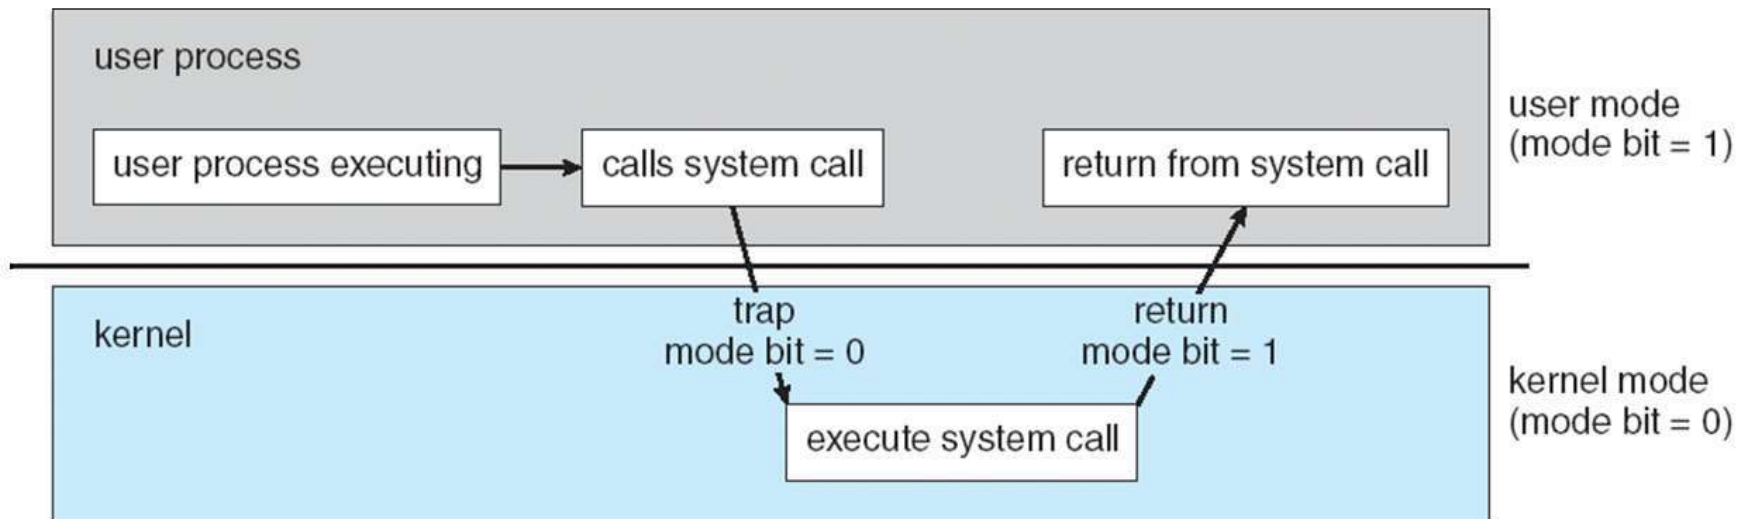 user process
user process executing
calls system call
return from system call
user mode
(mode bit = 1)
kernel
trap
mode bit = 0
return
mode bit = 1
execute system call
kernel mode
(mode bit = 0)